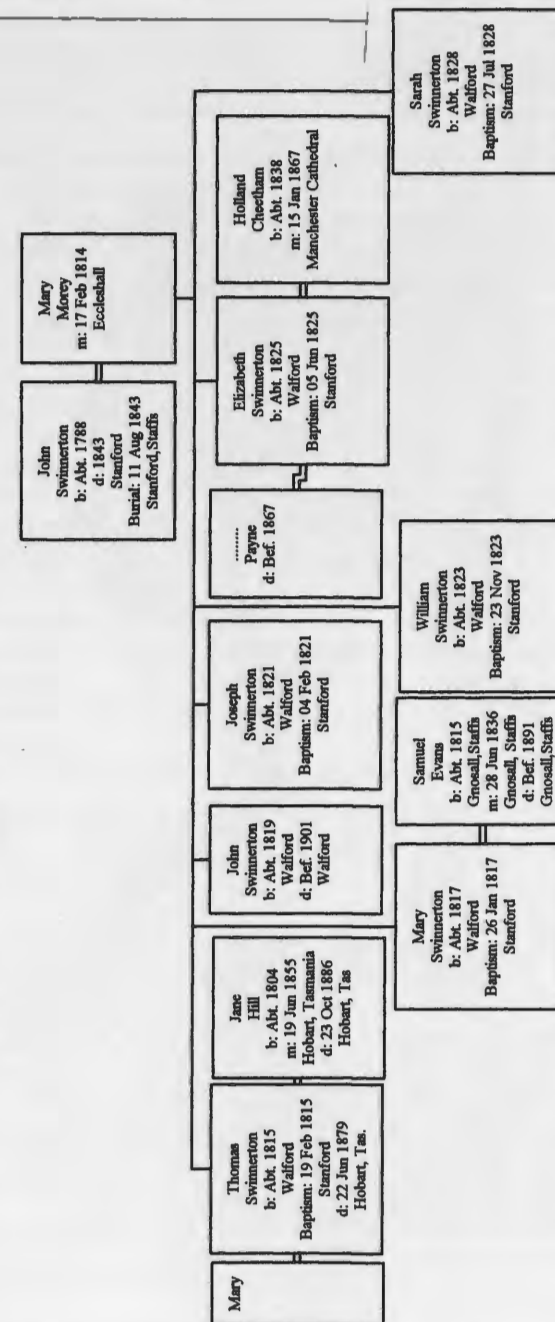 John
Swinnerton
b: Abt. 1788
d: 1843
Stanford
Burial: 11 Aug 1843
Stanford,Staffs
Mary
Morey
m: 17 Feb 1814
Eccleshall
Mary
Thomas
Swinnerton
b: Abt. 1815
Walford
Baptism: 19 Feb 1815
Stanford
d: 22 Jun 1879
Hobart, Tas.
Jane
Hill
b: Abt. 1804
m: 19 Jun 1855
Hobart, Tasmania
d: 23 Oct 1886
Hobart, Tas
John
Swinnerton
b: Abt. 1819
Walford
d: Bef. 1901
Walford
Joseph
Swinnerton
b: Abt. 1821
Walford
Baptism: 04 Feb 1821
Stanford
.........
Payne
d: Bef. 1867
Elizabeth
Swinnerton
b: Abt. 1825
Walford
Baptism: 05 Jun 1825
Stanford
Holland
Cheetham
b: Abt. 1838
m: 15 Jan 1867
Manchester Cathedral
Mary
Swinnerton
b: Abt. 1817
Walford
Baptism: 26 Jan 1817
Stanford
Samuel
Evans
b: Abt. 1815
Gnosall,Staffs
m: 28 Jun 1836
Gnosall, Staffs
d: Bef. 1891
Gnosall,Staffs
William
Swinnerton
b: Abt. 1823
Walford
Baptism: 23 Nov 1823
Stanford
Sarah
Swinnerton
b: Abt. 1828
Walford
Baptism: 27 Jul 1828
Stanford